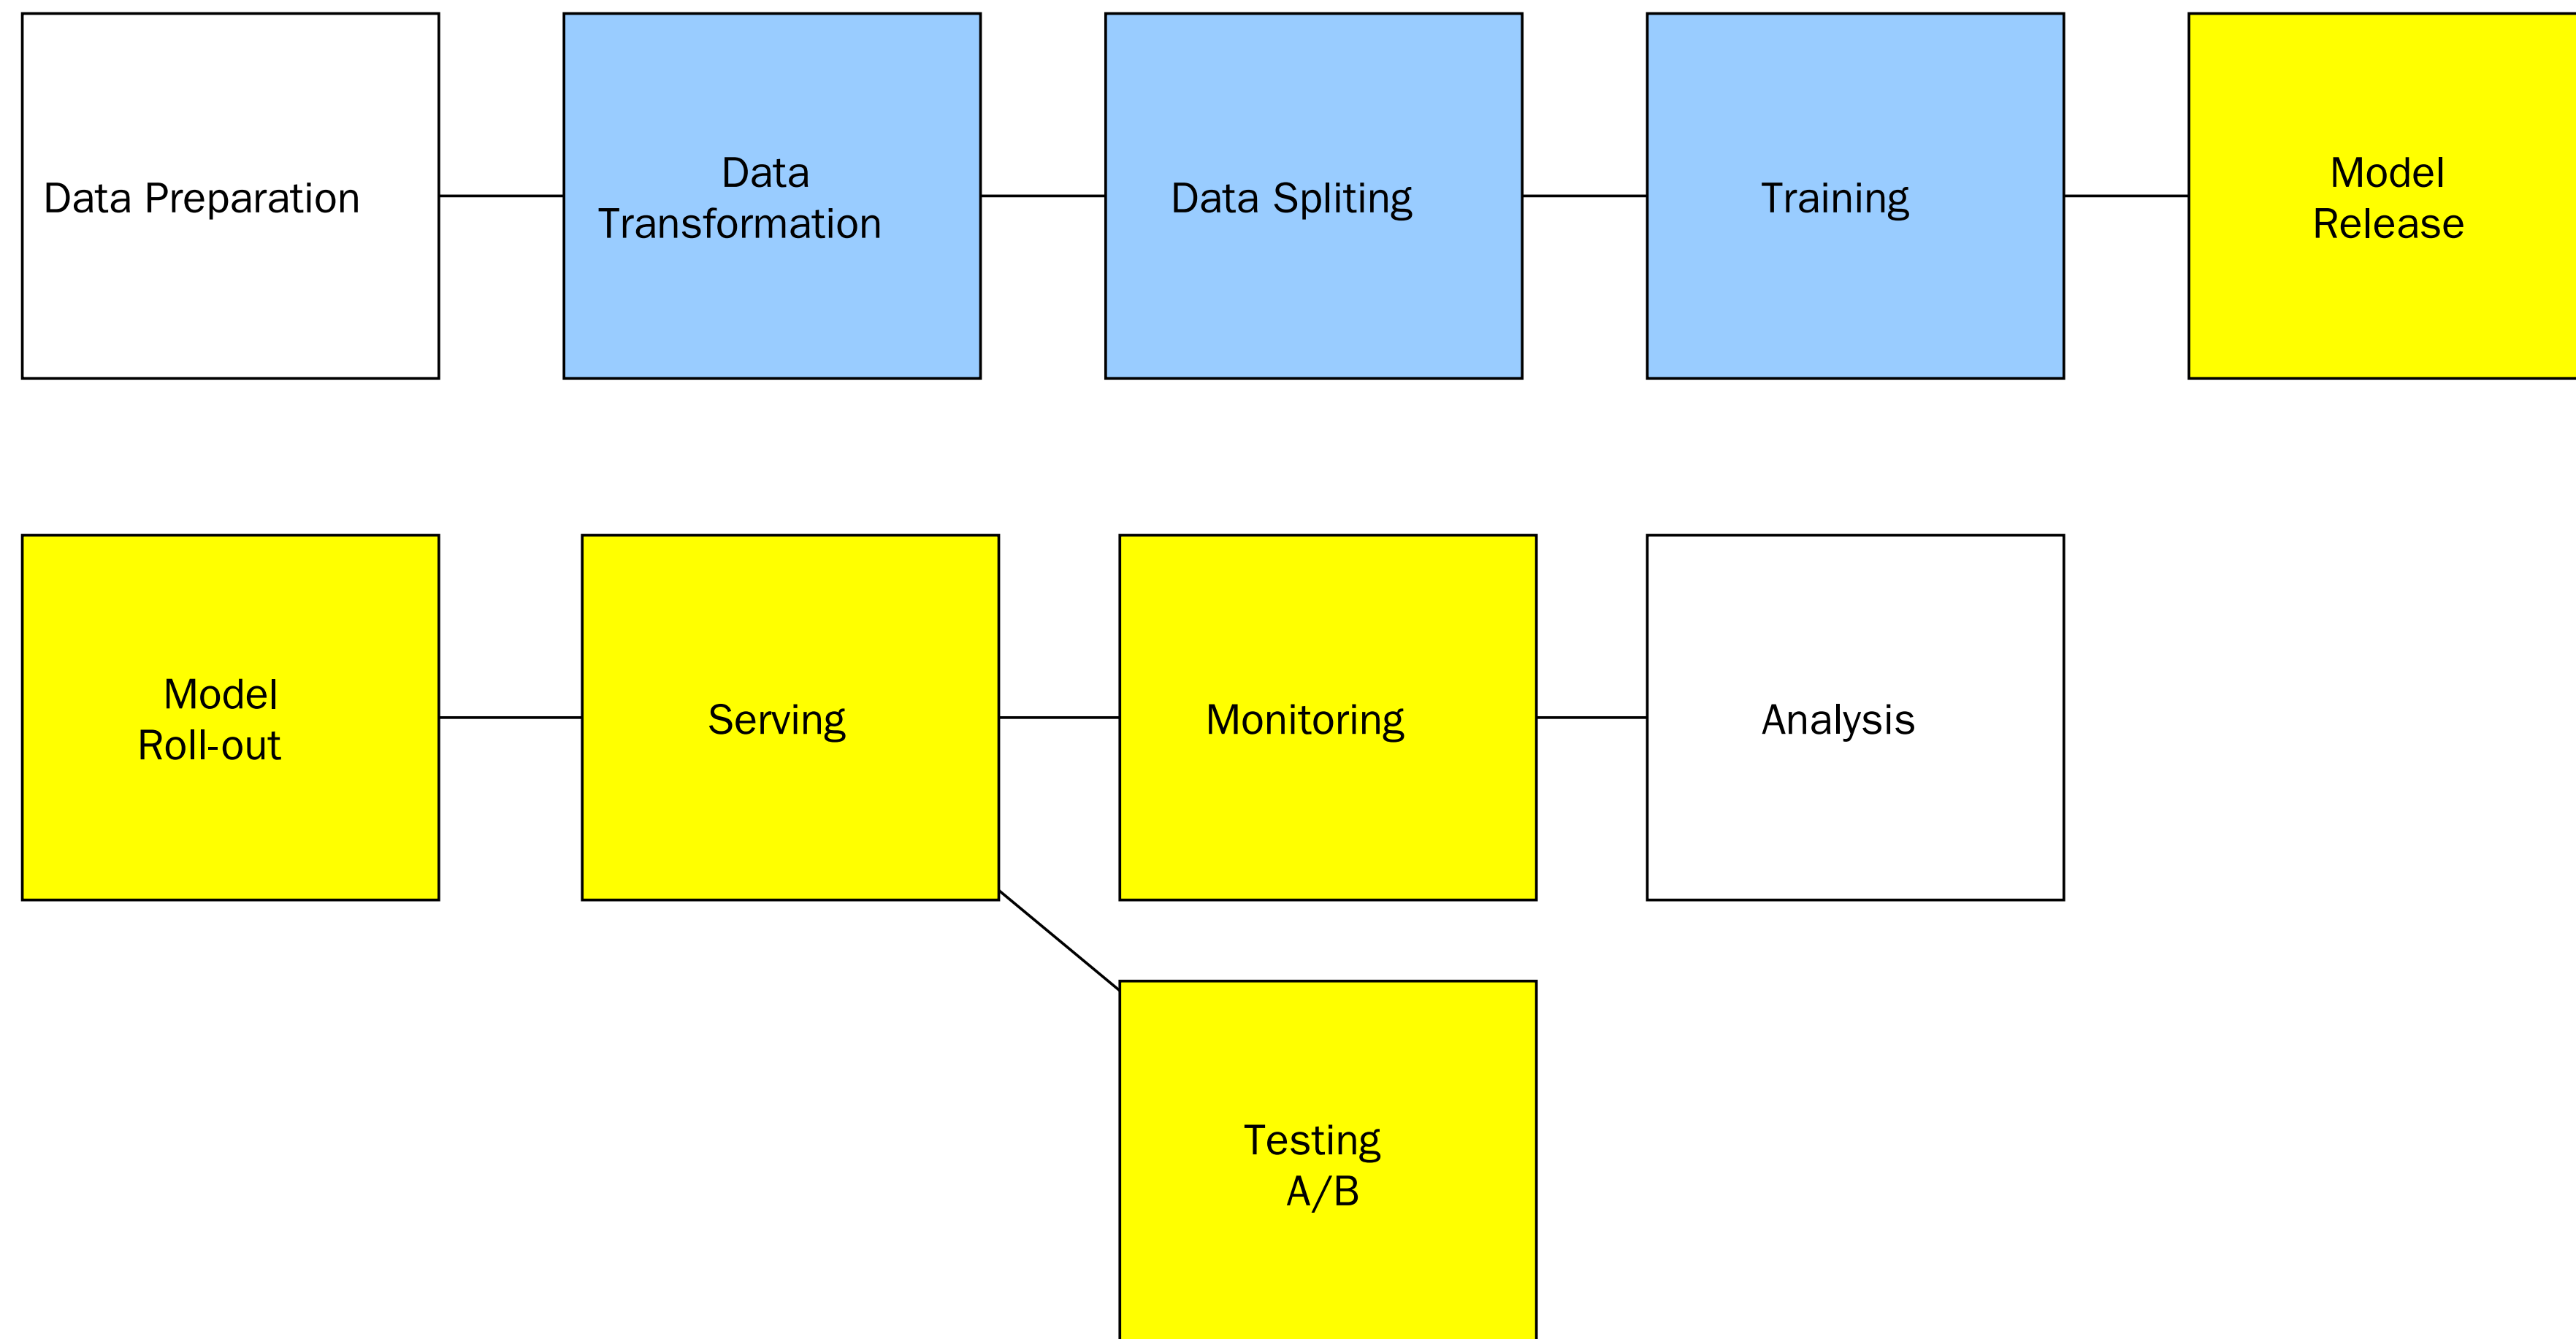 Data Preparation
Data
Transformation
Data Spliting
Training
Model
Release
Model
Roll-out
Serving
Monitoring
Analysis
Testing
A/B